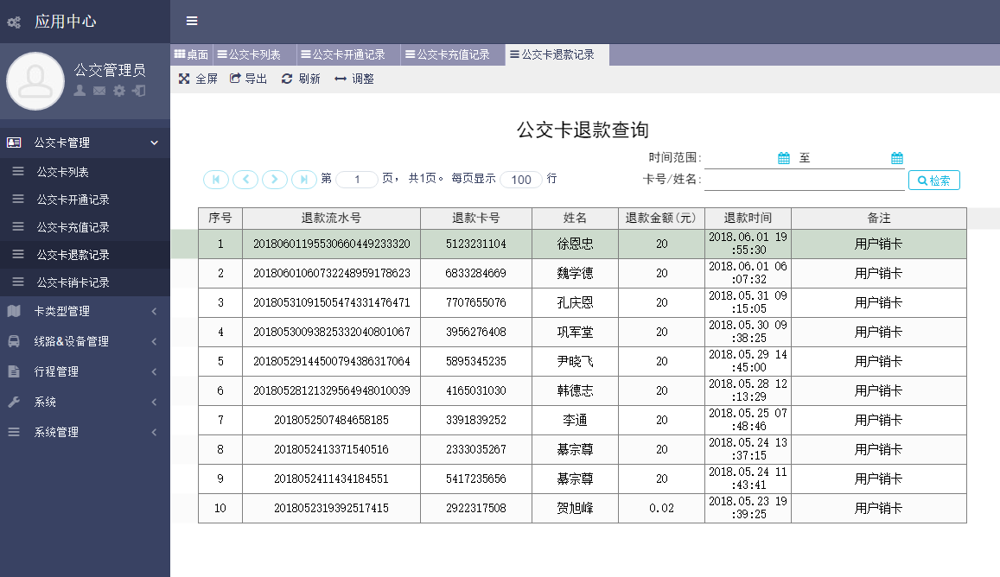 应用中心
公交管理员
公交卡管理
公交卡列表
公交卡开通记录
公交卡充值记录
公交卡退款记录
公交卡销卡记录
卡类型管理
线路&设备管理
行程管理
系统
系统管理
桌面 公交卡列表 公交卡开通记录 公交卡充值记录 公交卡退款记录
全屏 导出 刷新 调整
公交卡退款查询
时间范围: 至
第 1 页， 共1页。 每页显示 100 行
卡号/姓名: 检索
序号 退款流水号 退款卡号 姓名 退款金额(元) 退款时间 备注
1 20180601195530660449233320 5123231104 徐恩忠 20 2018.06.01 19:55:30 用户销卡
2 20180601060732248959178623 6833284669 魏学德 20 2018.06.01 06:07:32 用户销卡
3 20180531091505474331476471 7707655076 孔庆恩 20 2018.05.31 09:15:05 用户销卡
4 20180530093825332040801067 3956276408 巩军堂 20 2018.05.30 09:38:25 用户销卡
5 20180529144500794386317064 5895345235 尹晓飞 20 2018.05.29 14:45:00 用户销卡
6 20180528121329564948010039 4165031030 韩德志 20 2018.05.28 12:13:29 用户销卡
7 2018052507484658185 3391839252 李通 20 2018.05.25 07:48:46 用户销卡
8 2018052413371540516 2333035267 綦宗尊 20 2018.05.24 13:37:15 用户销卡
9 2018052411434184551 5417235656 綦宗尊 20 2018.05.24 11:43:41 用户销卡
10 2018052319392517415 2922317508 贺旭峰 0.02 2018.05.23 19:39:25 用户销卡